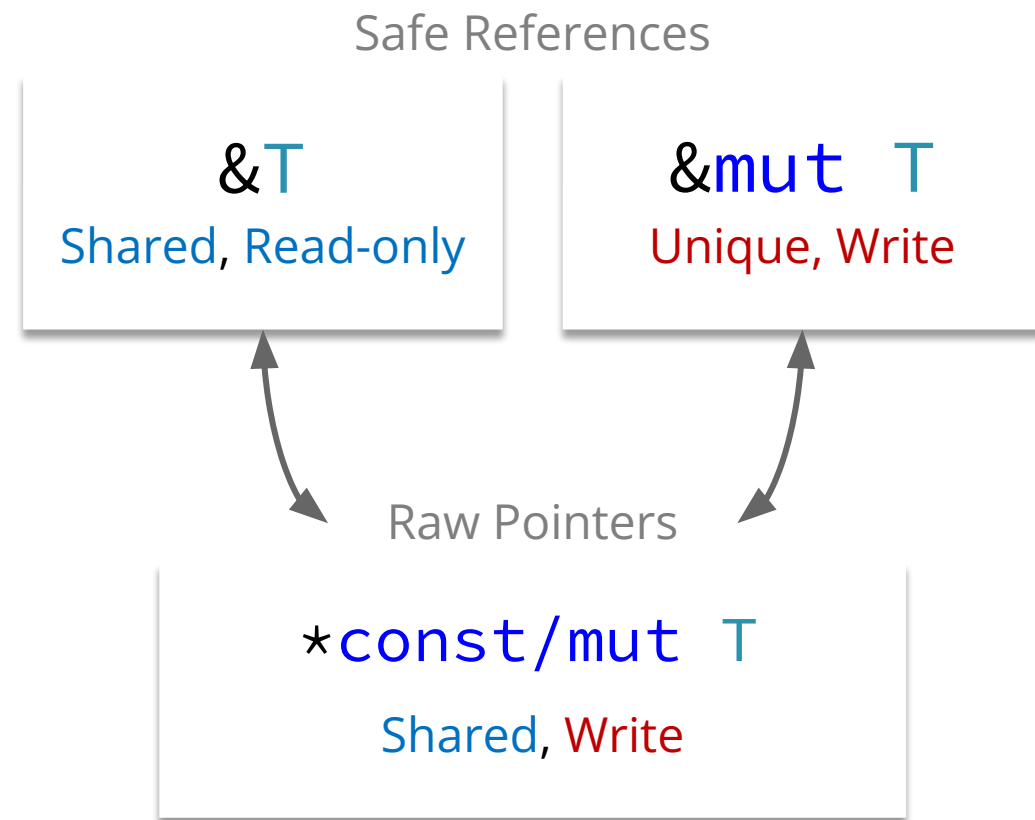 Safe References
&T
Shared, Read-only
&mut T
Unique, Write
Raw Pointers
*const/mut T
Shared, Write